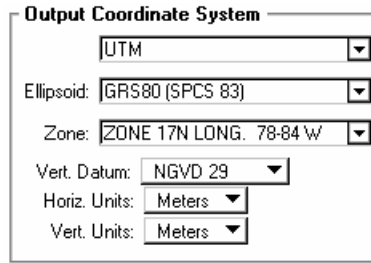 Output Coordinate System
UTM
Ellipsoid: GRS80 (SPCS 83)
Zone: ZONE 17N LONG. 78-84 W
Vert. Datum: NGVD 29
Horiz. Units: Meters
Vert. Units: Meters